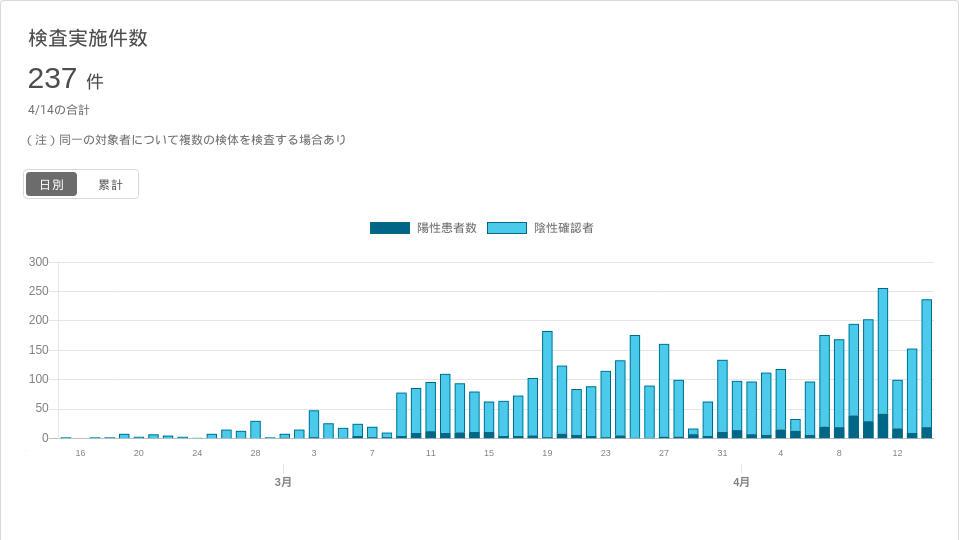 検査実施件数
237 件
4/14の合計
(注)同一の対象者について複数の検体を検査する場合あり
日別 累計
陽性患者数 陰性確認者
300
250
200
150
100
50
0
16 20 24 28 3 7 11 15 19 23 27 31 4 8 12
3月 4月